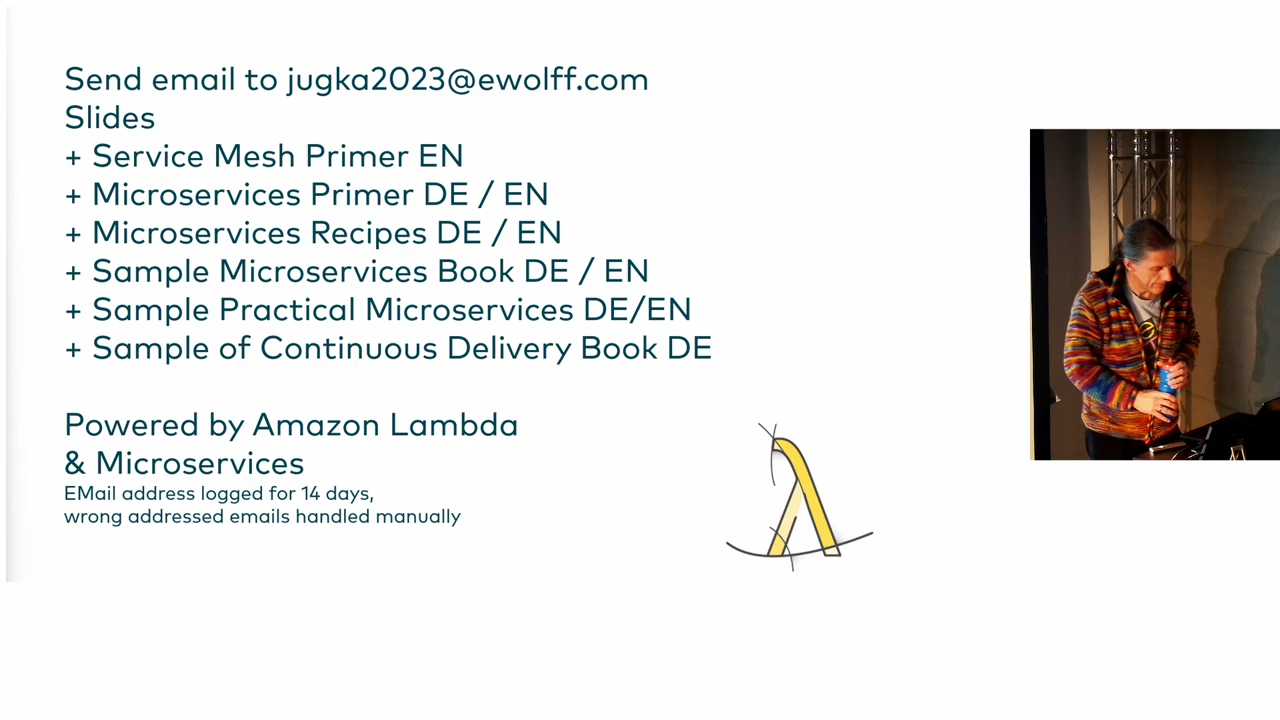 Send email to jugka2023@ewolff.com
Slides
+ Service Mesh Primer EN
+ Microservices Primer DE / EN
+ Microservices Recipes DE / EN
+ Sample Microservices Book DE / EN
+ Sample Practical Microservices DE/EN
+ Sample of Continuous Delivery Book DE
Powered by Amazon Lambda
& Microservices
EMail address logged for 14 days,
wrong addressed emails handled manually